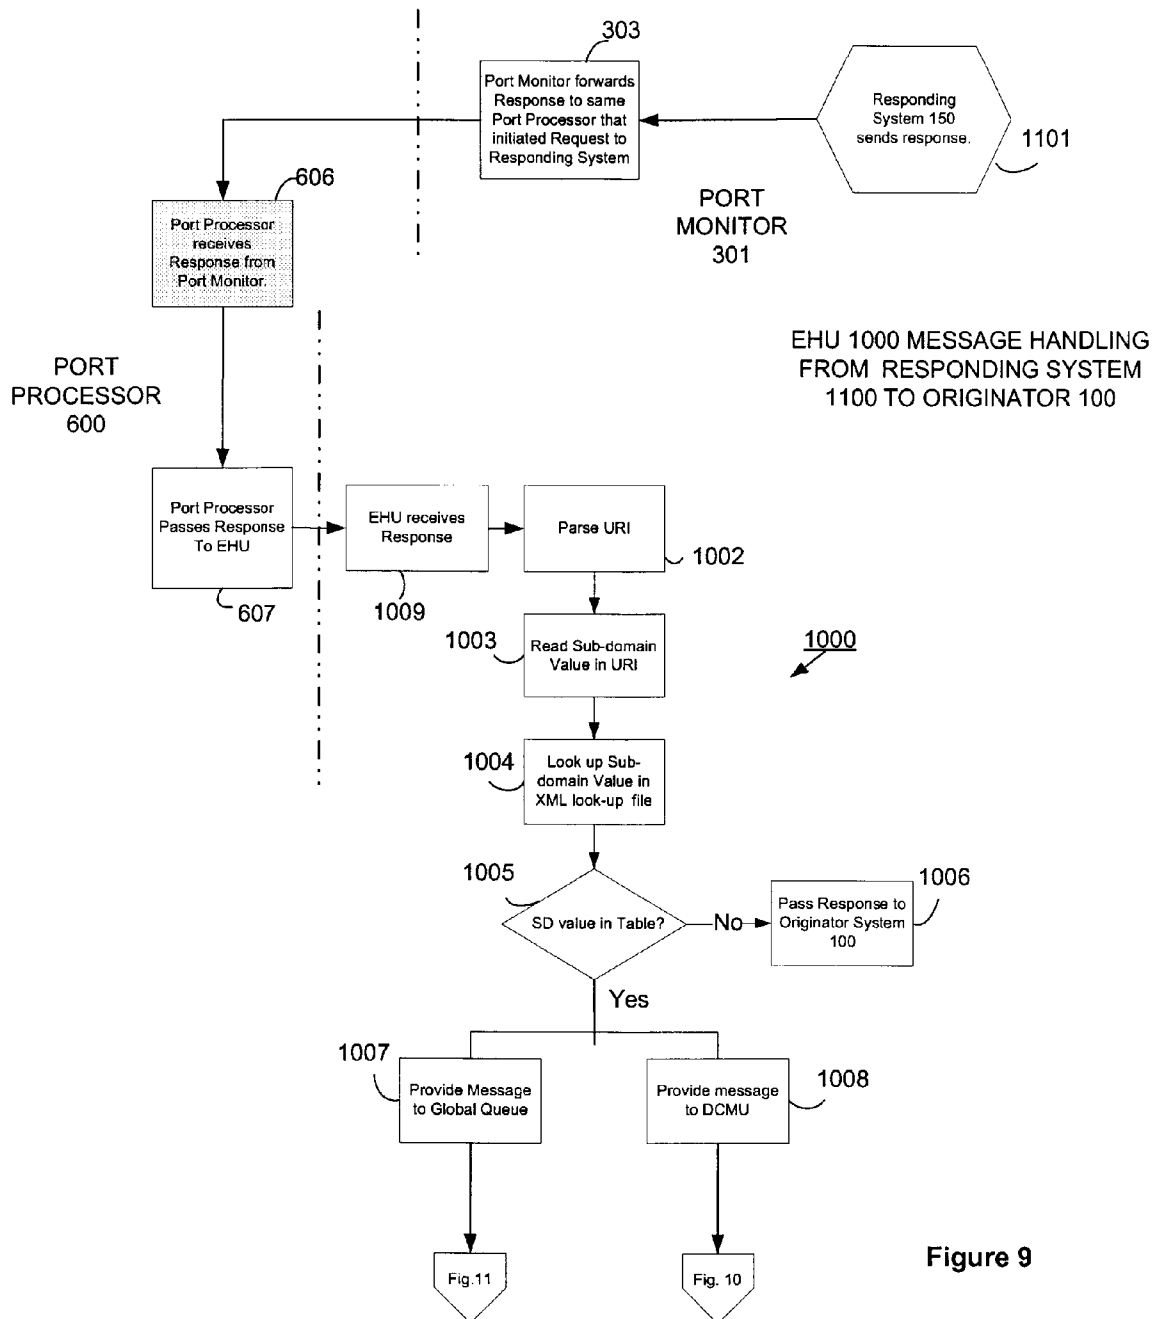 303
Port Monitor forwards
Response to same
Port Processor that
initiated Request to
Responding System
Responding
System 150
sends response.
1101
PORT
MONITOR
301
606
Port Processor
receives
Response from
Port Monitor.
EHU 1000 MESSAGE HANDLING
FROM RESPONDING SYSTEM
1100 TO ORIGINATOR 100
PORT
PROCESSOR
600
Port Processor
Passes Response
To EHU
607
EHU receives
Response
1009
Parse URI
1002
1003
Read Sub-domain
Value in URI
1000
1004
Look up Sub-
domain Value in
XML look-up file
1005
SD value in Table?
No
1006
Pass Response to
Originator System
100
Yes
1007
Provide Message
to Global Queue
1008
Provide message
to DCMU
Fig.11
Fig. 10
Figure 9